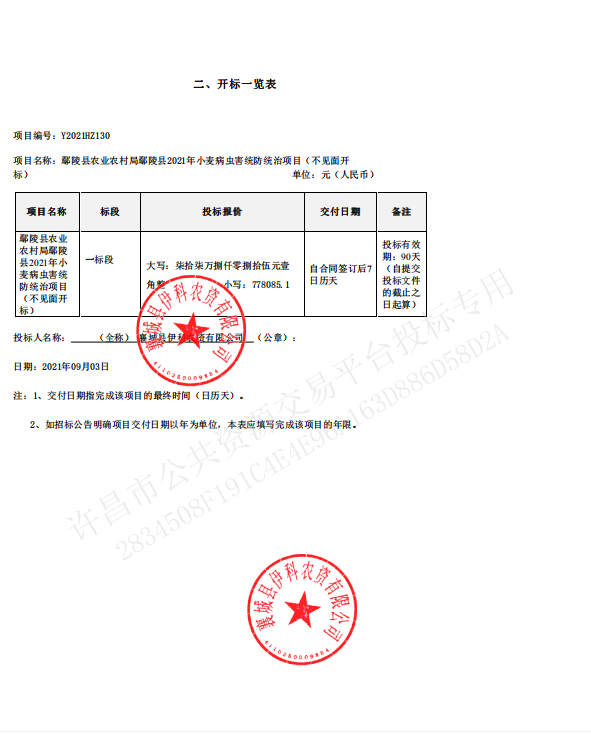 二、开标一览表
项目编号：Y2021HZ130
项目名称：鄢陵县农业农村局鄢陵县2021年小麦病虫害统防统治项目（不见面开
标） 单位：元（人民币）
项目名称 标段 投标报价 交付日期 备注
鄢陵县农业
农村局鄢陵
县2021年小
麦病虫害统
防统治项目
（不见面开
标）
一标段
大写：柒拾柒万捌仟零捌拾伍元壹
角整 小写：778085.1
自合同签订后7
日历天
投标有效
期：90天
（自提交
投标文件
的截止之
日起算）
投标人名称： （全称） 襄城县伊科农资有限公司 （公章）：
日期：2021年09月03日
注：1、交付日期指完成该项目的最终时间（日历天）。
2、如招标公告明确项目交付日期以年为单位，本表应填写完成该项目的年限。
襄城县伊科农资有限公司
4110250009884
许昌市公共资源交易平台投标专用
襄城县伊科农资有限公司
4110250009884